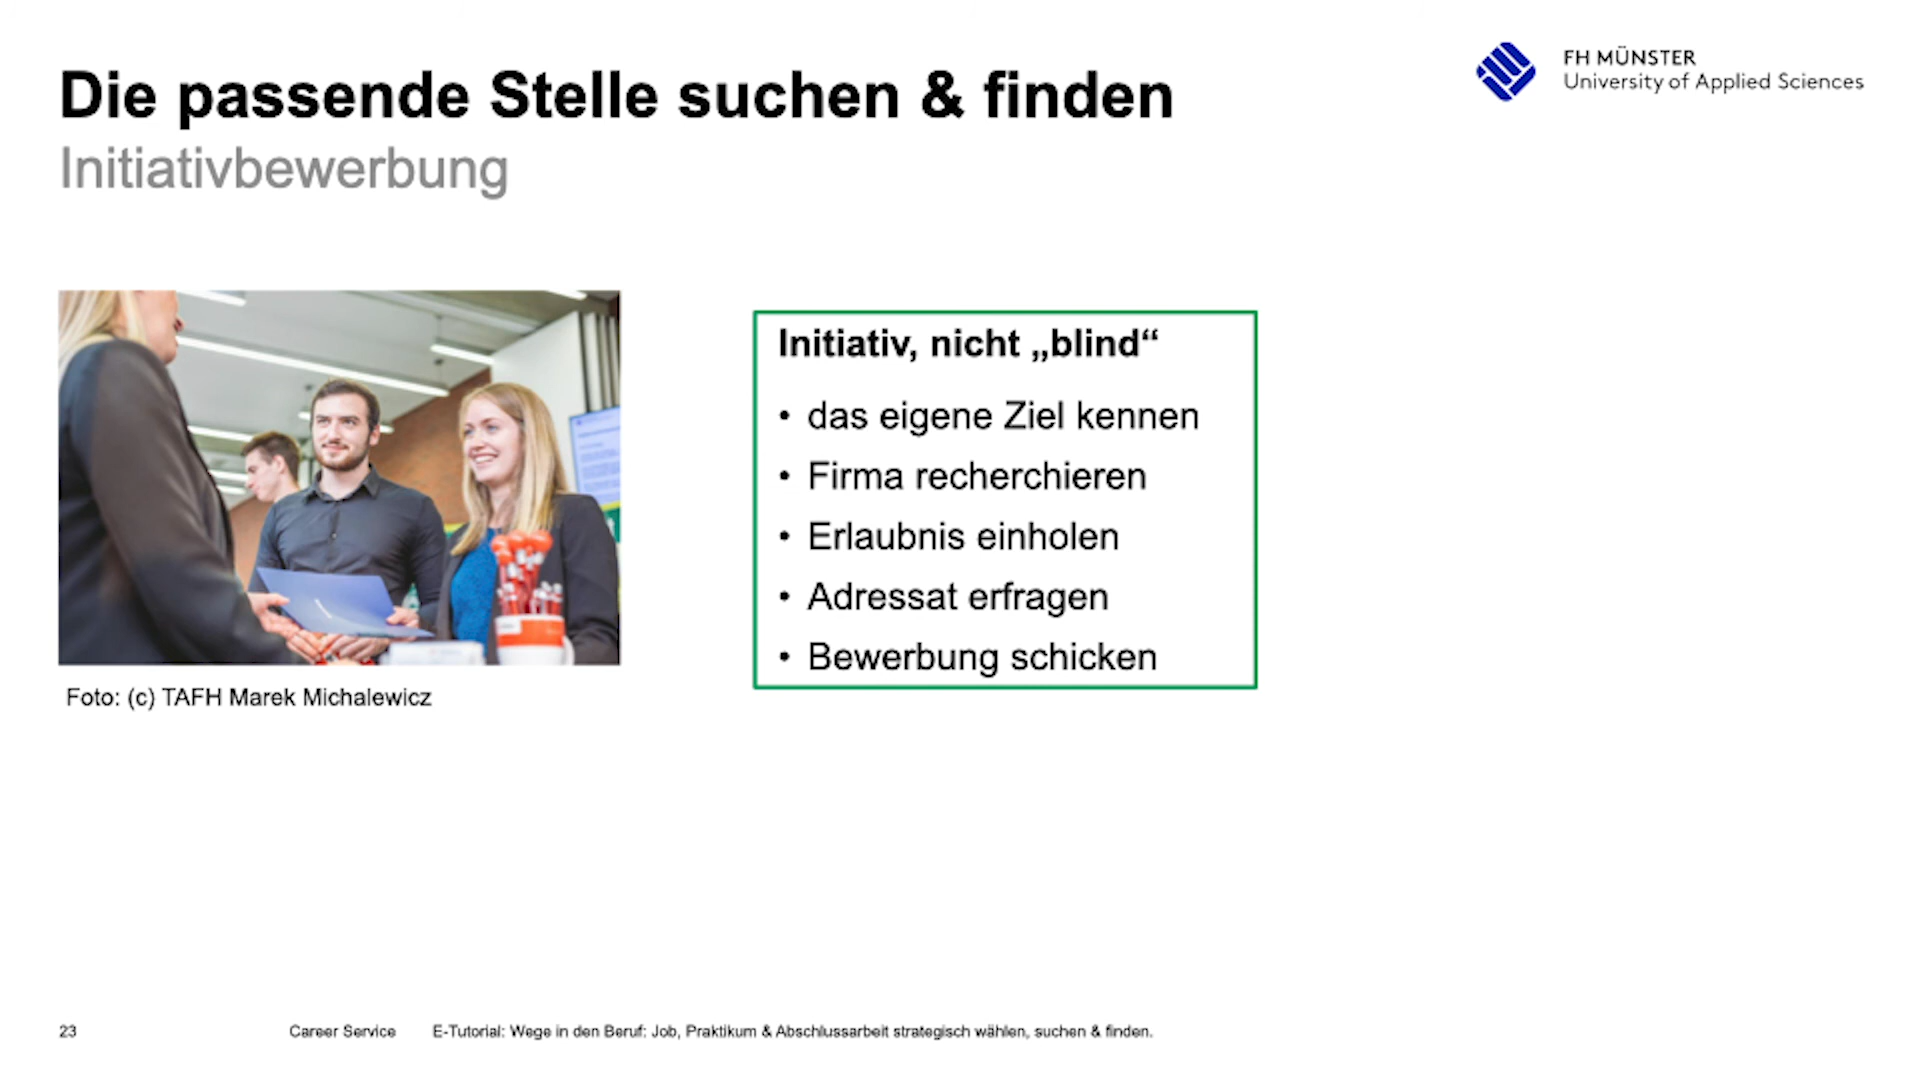 Die passende Stelle suchen & finden
Initiativbewerbung
FH MÜNSTER
University of Applied Sciences
Foto: (c) TAFH Marek Michalewicz
Initiativ, nicht „blind“
• das eigene Ziel kennen
• Firma recherchieren
• Erlaubnis einholen
• Adressat erfragen
• Bewerbung schicken
23 Career Service E-Tutorial: Wege in den Beruf: Job, Praktikum & Abschlussarbeit strategisch wählen, suchen & finden.